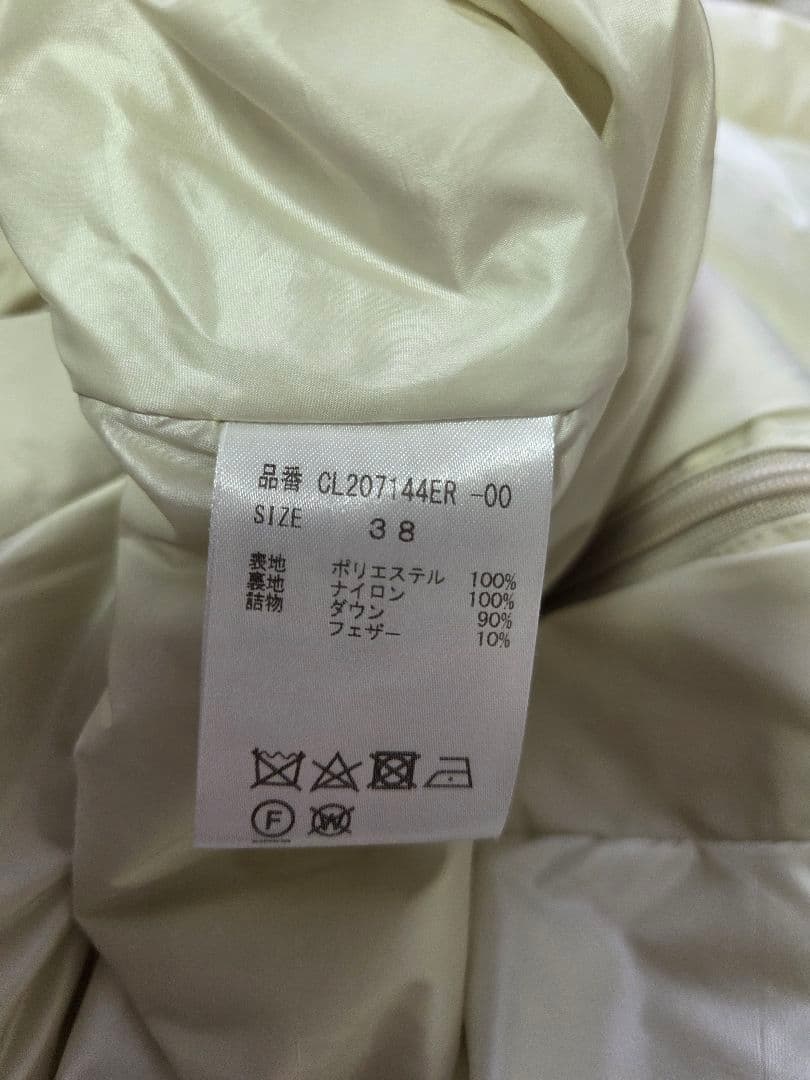 品番 CL207144ER -00
SIZE 38
表地 ポリエステル 100%
裏地 ナイロン 100%
詰物 ダウン 90%
フェザー 10%
F
W